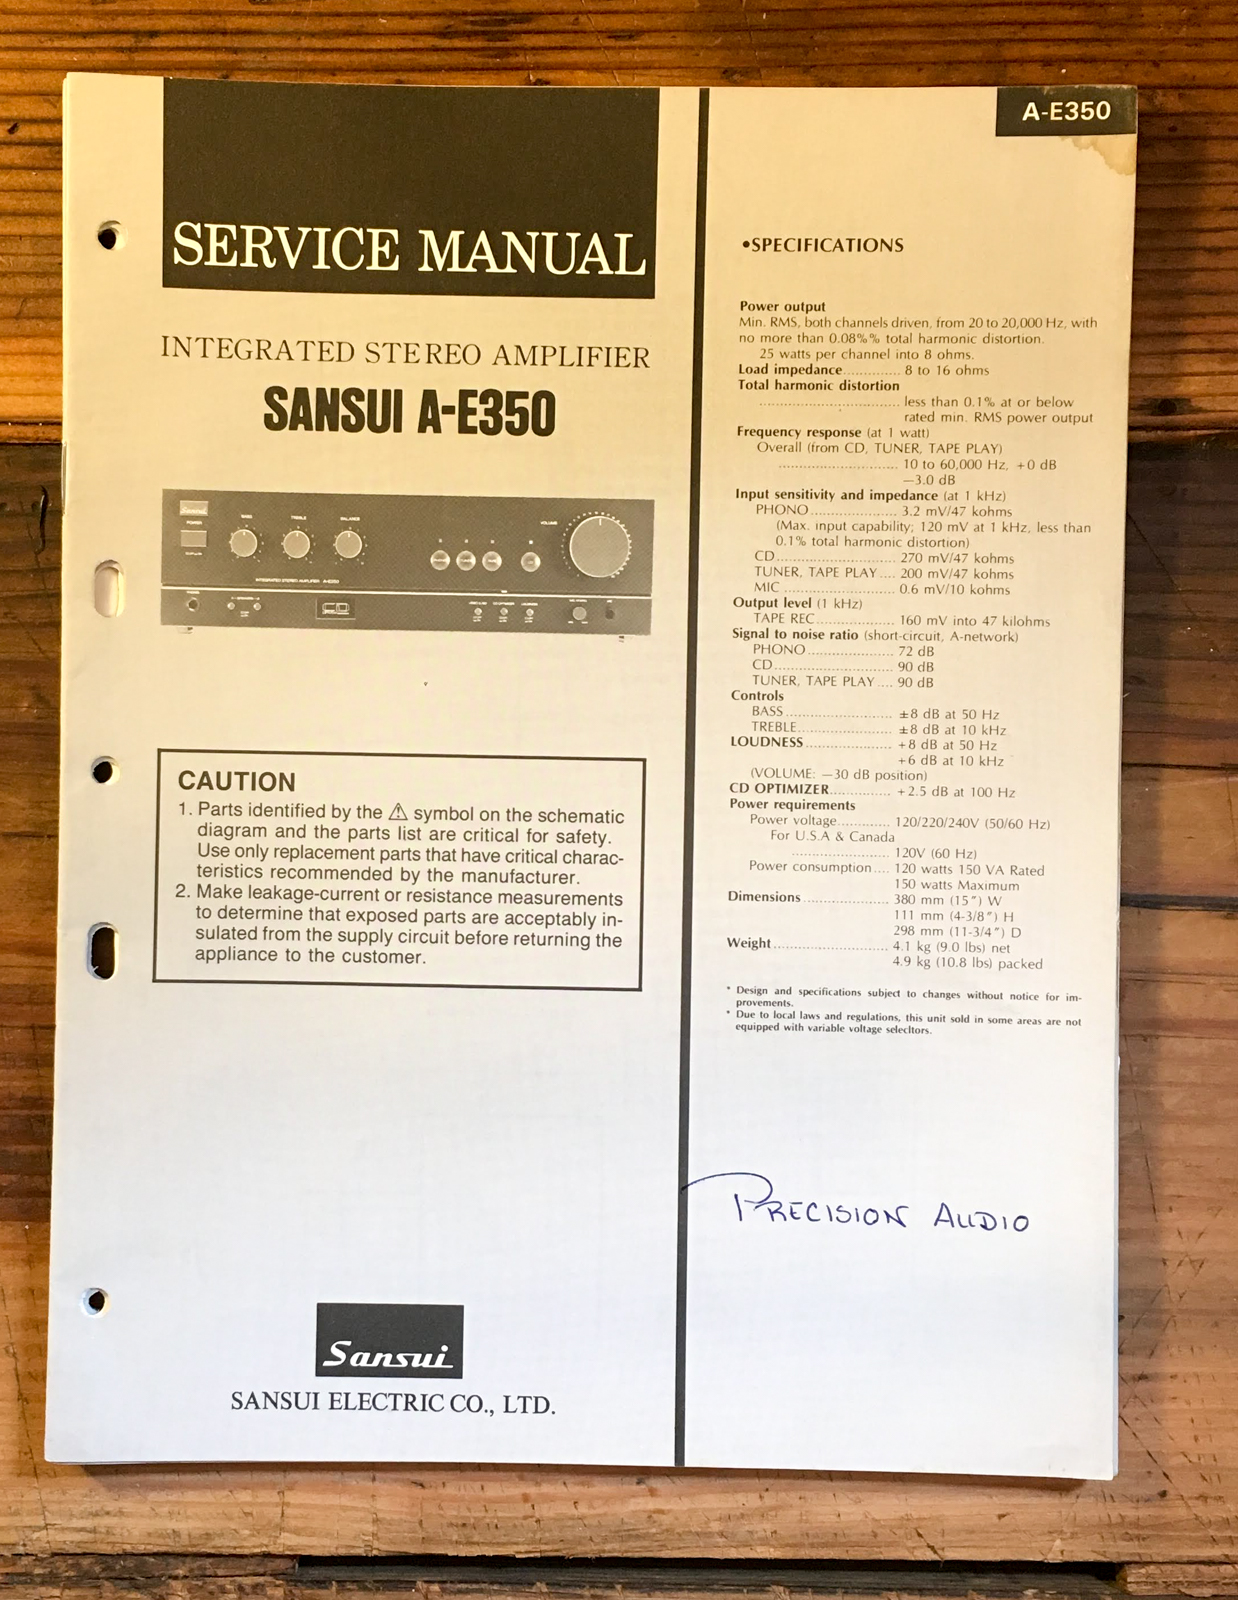 A-E350
SERVICE MANUAL
INTEGRATED STEREO AMPLIFIER
SANSUI A-E350
Sansui
POWER
BASS
TREBLE
BALANCE
VOLUME
INTEGRATED STEREO AMPLIFIER A-E350
CAUTION
1. Parts identified by the ⚠ symbol on the schematic
diagram and the parts list are critical for safety.
Use only replacement parts that have critical charac-
teristics recommended by the manufacturer.
2. Make leakage-current or resistance measurements
to determine that exposed parts are acceptably in-
sulated from the supply circuit before returning the
appliance to the customer.
Sansui
SANSUI ELECTRIC CO., LTD.
•SPECIFICATIONS
Power output
Min. RMS, both channels driven, from 20 to 20,000 Hz, with
no more than 0.08%% total harmonic distortion.
25 watts per channel into 8 ohms.
Load impedance............. 8 to 16 ohms
Total harmonic distortion
................................ less than 0.1% at or below
rated min. RMS power output
Frequency response (at 1 watt)
Overall (from CD, TUNER, TAPE PLAY)
........................... 10 to 60,000 Hz, +0 dB
−3.0 dB
Input sensitivity and impedance (at 1 kHz)
PHONO.................... 3.2 mV/47 kohms
(Max. input capability; 120 mV at 1 kHz, less than
0.1% total harmonic distortion)
CD........................... 270 mV/47 kohms
TUNER, TAPE PLAY.... 200 mV/47 kohms
MIC.......................... 0.6 mV/10 kohms
Output level (1 kHz)
TAPE REC.................. 160 mV into 47 kilohms
Signal to noise ratio (short-circuit, A-network)
PHONO.................... 72 dB
CD........................... 90 dB
TUNER, TAPE PLAY.... 90 dB
Controls
BASS........................ ±8 dB at 50 Hz
TREBLE..................... ±8 dB at 10 kHz
LOUDNESS................... +8 dB at 50 Hz
+6 dB at 10 kHz
(VOLUME: −30 dB position)
CD OPTIMIZER.............. +2.5 dB at 100 Hz
Power requirements
Power voltage............ 120/220/240V (50/60 Hz)
For U.S.A & Canada
...................... 120V (60 Hz)
Power consumption.... 120 watts 150 VA Rated
150 watts Maximum
Dimensions................... 380 mm (15″) W
111 mm (4-3/8″) H
298 mm (11-3/4″) D
Weight.......................... 4.1 kg (9.0 lbs) net
4.9 kg (10.8 lbs) packed
* Design and specifications subject to changes without notice for im-
provements.
* Due to local laws and regulations, this unit sold in some areas are not
equipped with variable voltage selecltors.
PRECISION AUDIO